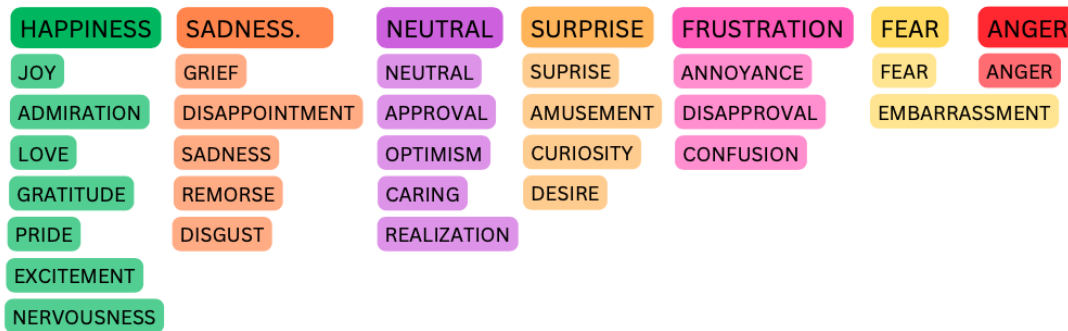 HAPPINESS SADNESS. NEUTRAL SURPRISE FRUSTRATION FEAR ANGER
JOY GRIEF NEUTRAL SUPRISE ANNOYANCE FEAR ANGER
ADMIRATION DISAPPOINTMENT APPROVAL AMUSEMENT DISAPPROVAL EMBARRASSMENT
LOVE SADNESS OPTIMISM CURIOSITY CONFUSION
GRATITUDE REMORSE CARING DESIRE
PRIDE DISGUST REALIZATION
EXCITEMENT
NERVOUSNESS